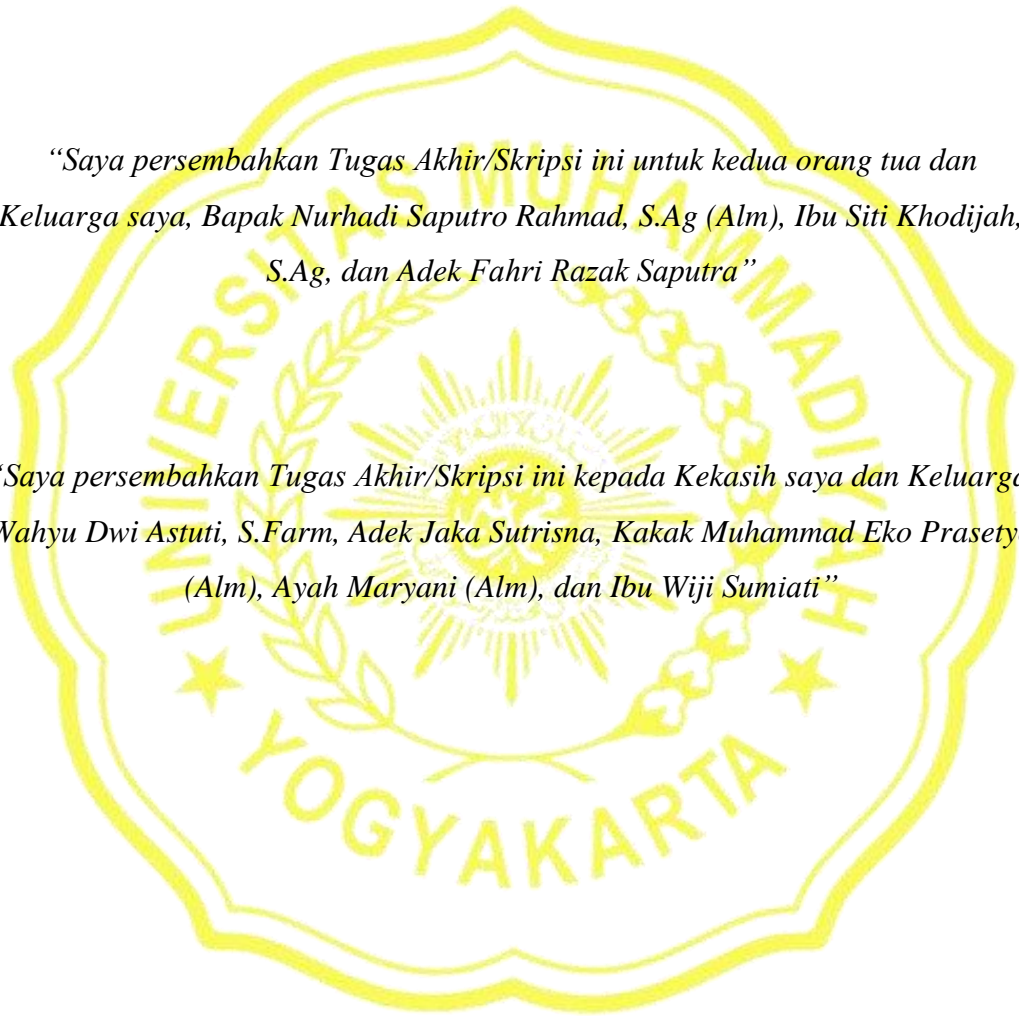 “Saya persembahkan Tugas Akhir/Skripsi ini untuk kedua orang tua dan
Keluarga saya, Bapak Nurhadi Saputro Rahmad, S.Ag (Alm), Ibu Siti Khodijah,
S.Ag, dan Adek Fahri Razak Saputra”
“Saya persembahkan Tugas Akhir/Skripsi ini kepada Kekasih saya dan Keluarga
Wahyu Dwi Astuti, S.Farm, Adek Jaka Sutrisna, Kakak Muhammad Eko Prasetyo
(Alm), Ayah Maryani (Alm), dan Ibu Wiji Sumiati”
UNIVERSITAS MUHAMMADIYAH
YOGYAKARTA